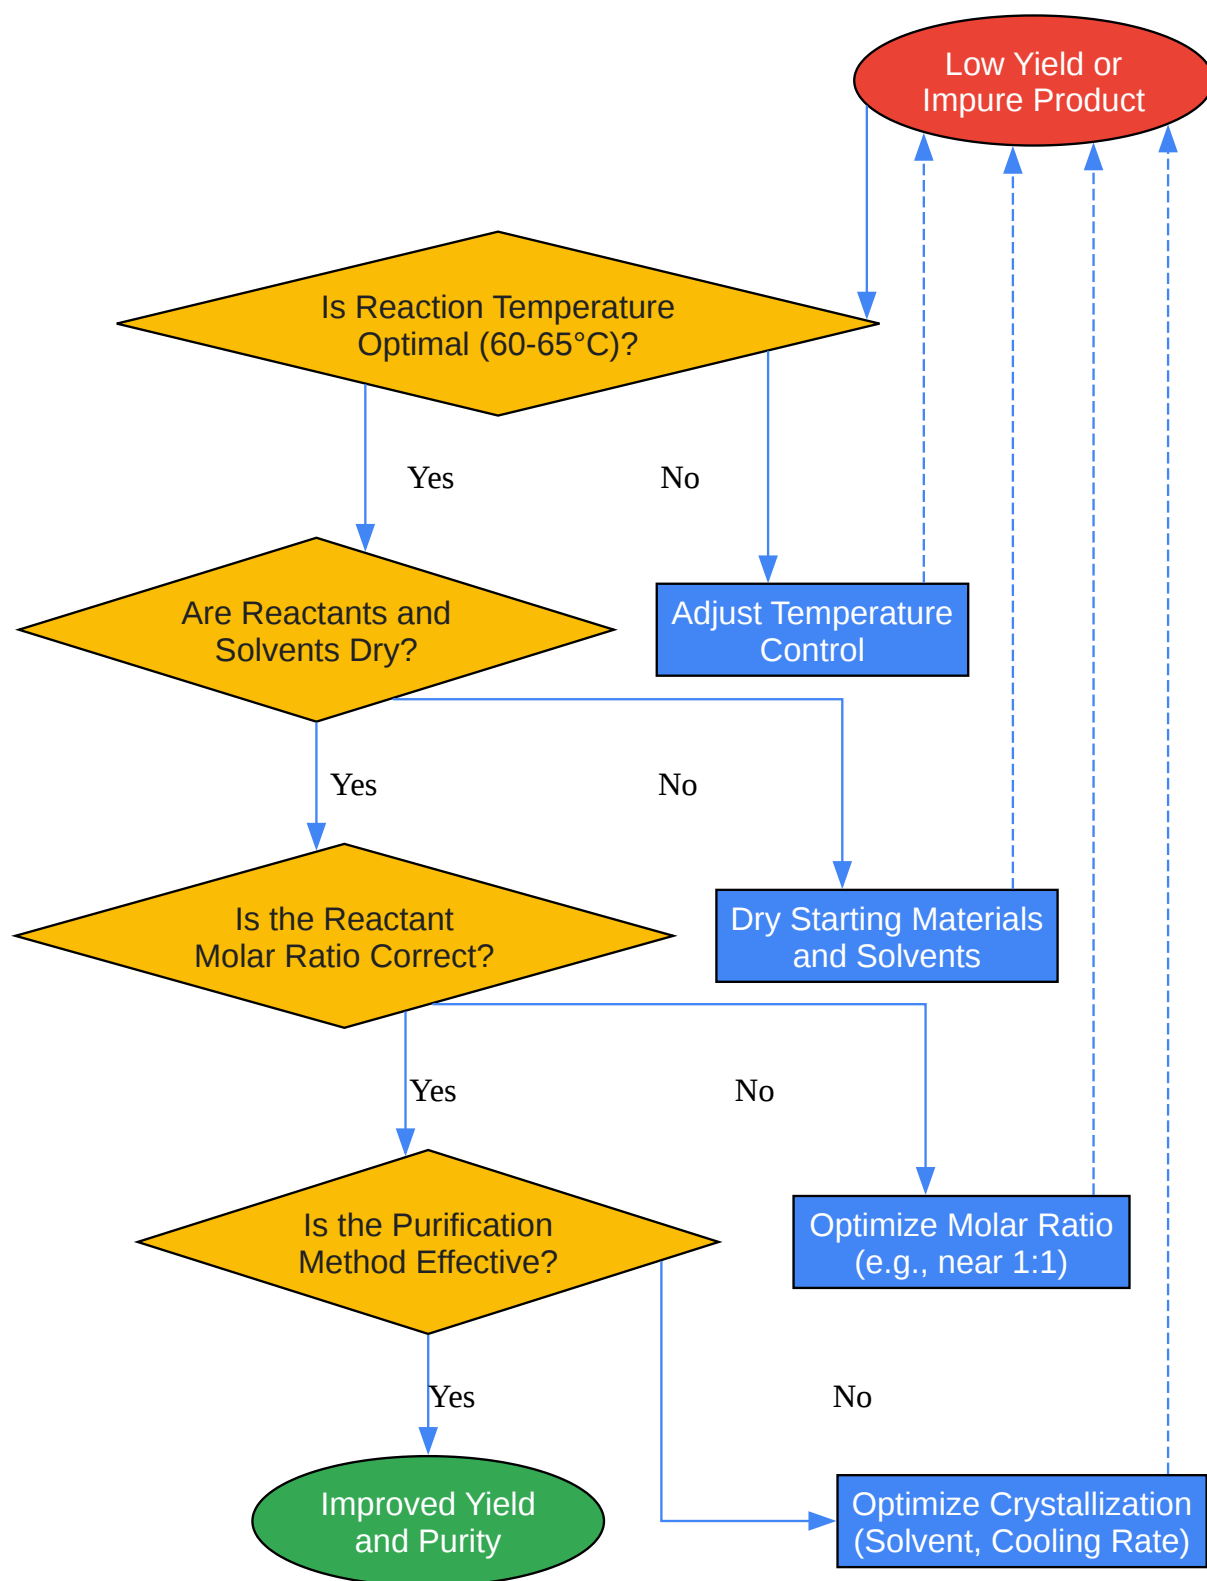 Low Yield or
Impure Product
Is Reaction Temperature
Optimal (60-65°C)?
Yes
No
Are Reactants and
Solvents Dry?
Adjust Temperature
Control
Yes
No
Is the Reactant
Molar Ratio Correct?
Dry Starting Materials
and Solvents
Yes
No
Is the Purification
Method Effective?
Optimize Molar Ratio
(e.g., near 1:1)
Yes
No
Improved Yield
and Purity
Optimize Crystallization
(Solvent, Cooling Rate)